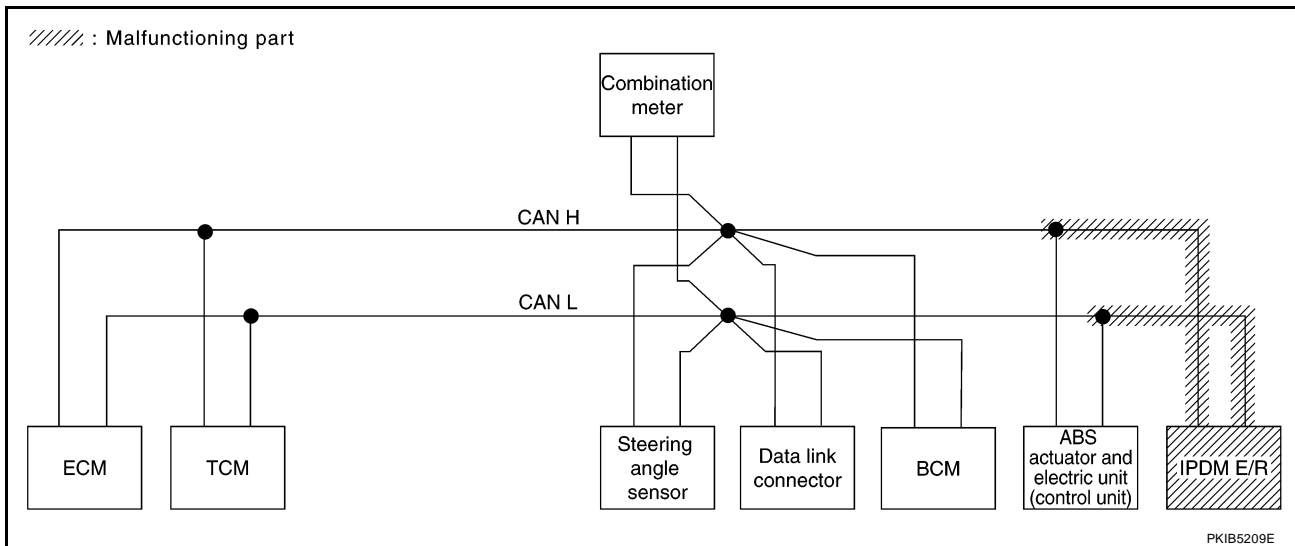 : Malfunctioning part
Combination
meter
CAN H
CAN L
ECM
TCM
Steering
angle
sensor
Data link
connector
BCM
ABS
actuator and
electric unit
(control unit)
IPDM E/R
PKIB5209E